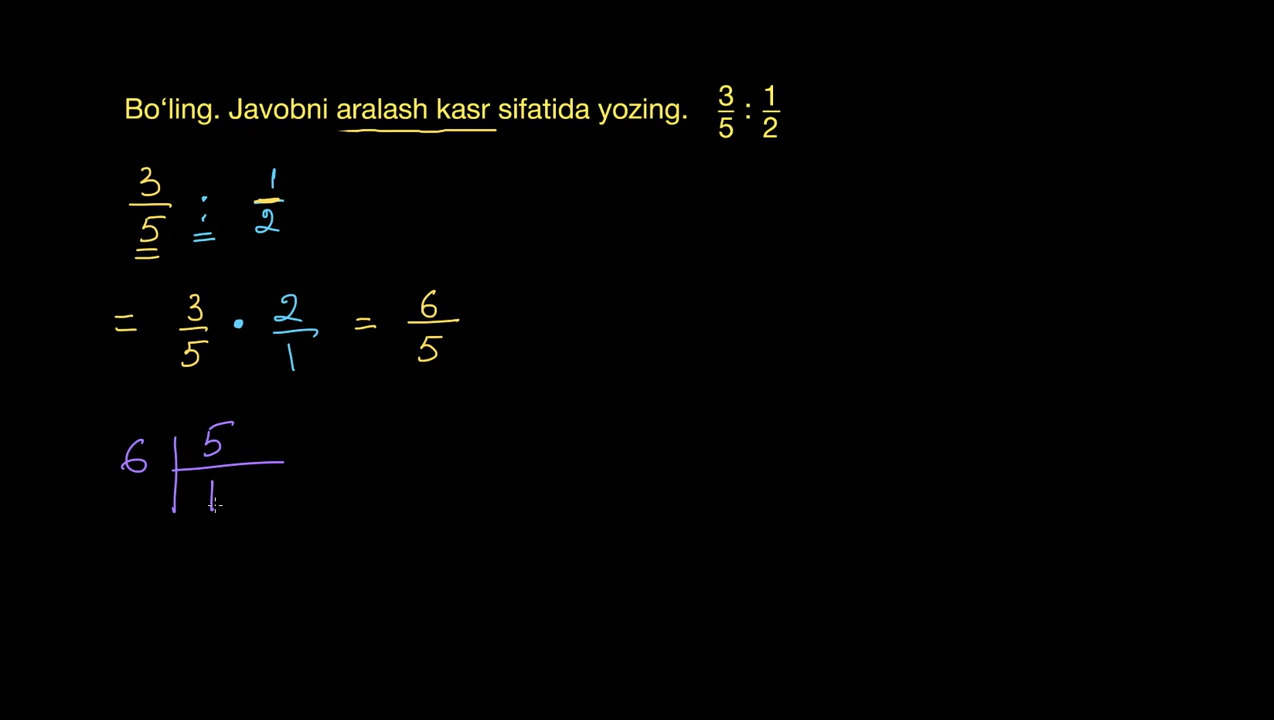 Bo‘ling. Javobni aralash kasr sifatida yozing. 3/5 : 1/2
3/5 : 1/2
= 3/5 · 2/1 = 6/5
6 | 5
1